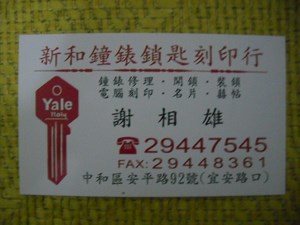 新和鐘錶鎖匙刻印行
鐘錶修理·開鎖·裝鎖
電腦刻印·名片·喜帖
Yale
謝相雄
☎29447545
FAX:29448361
中和區安平路92號(宜安路口)